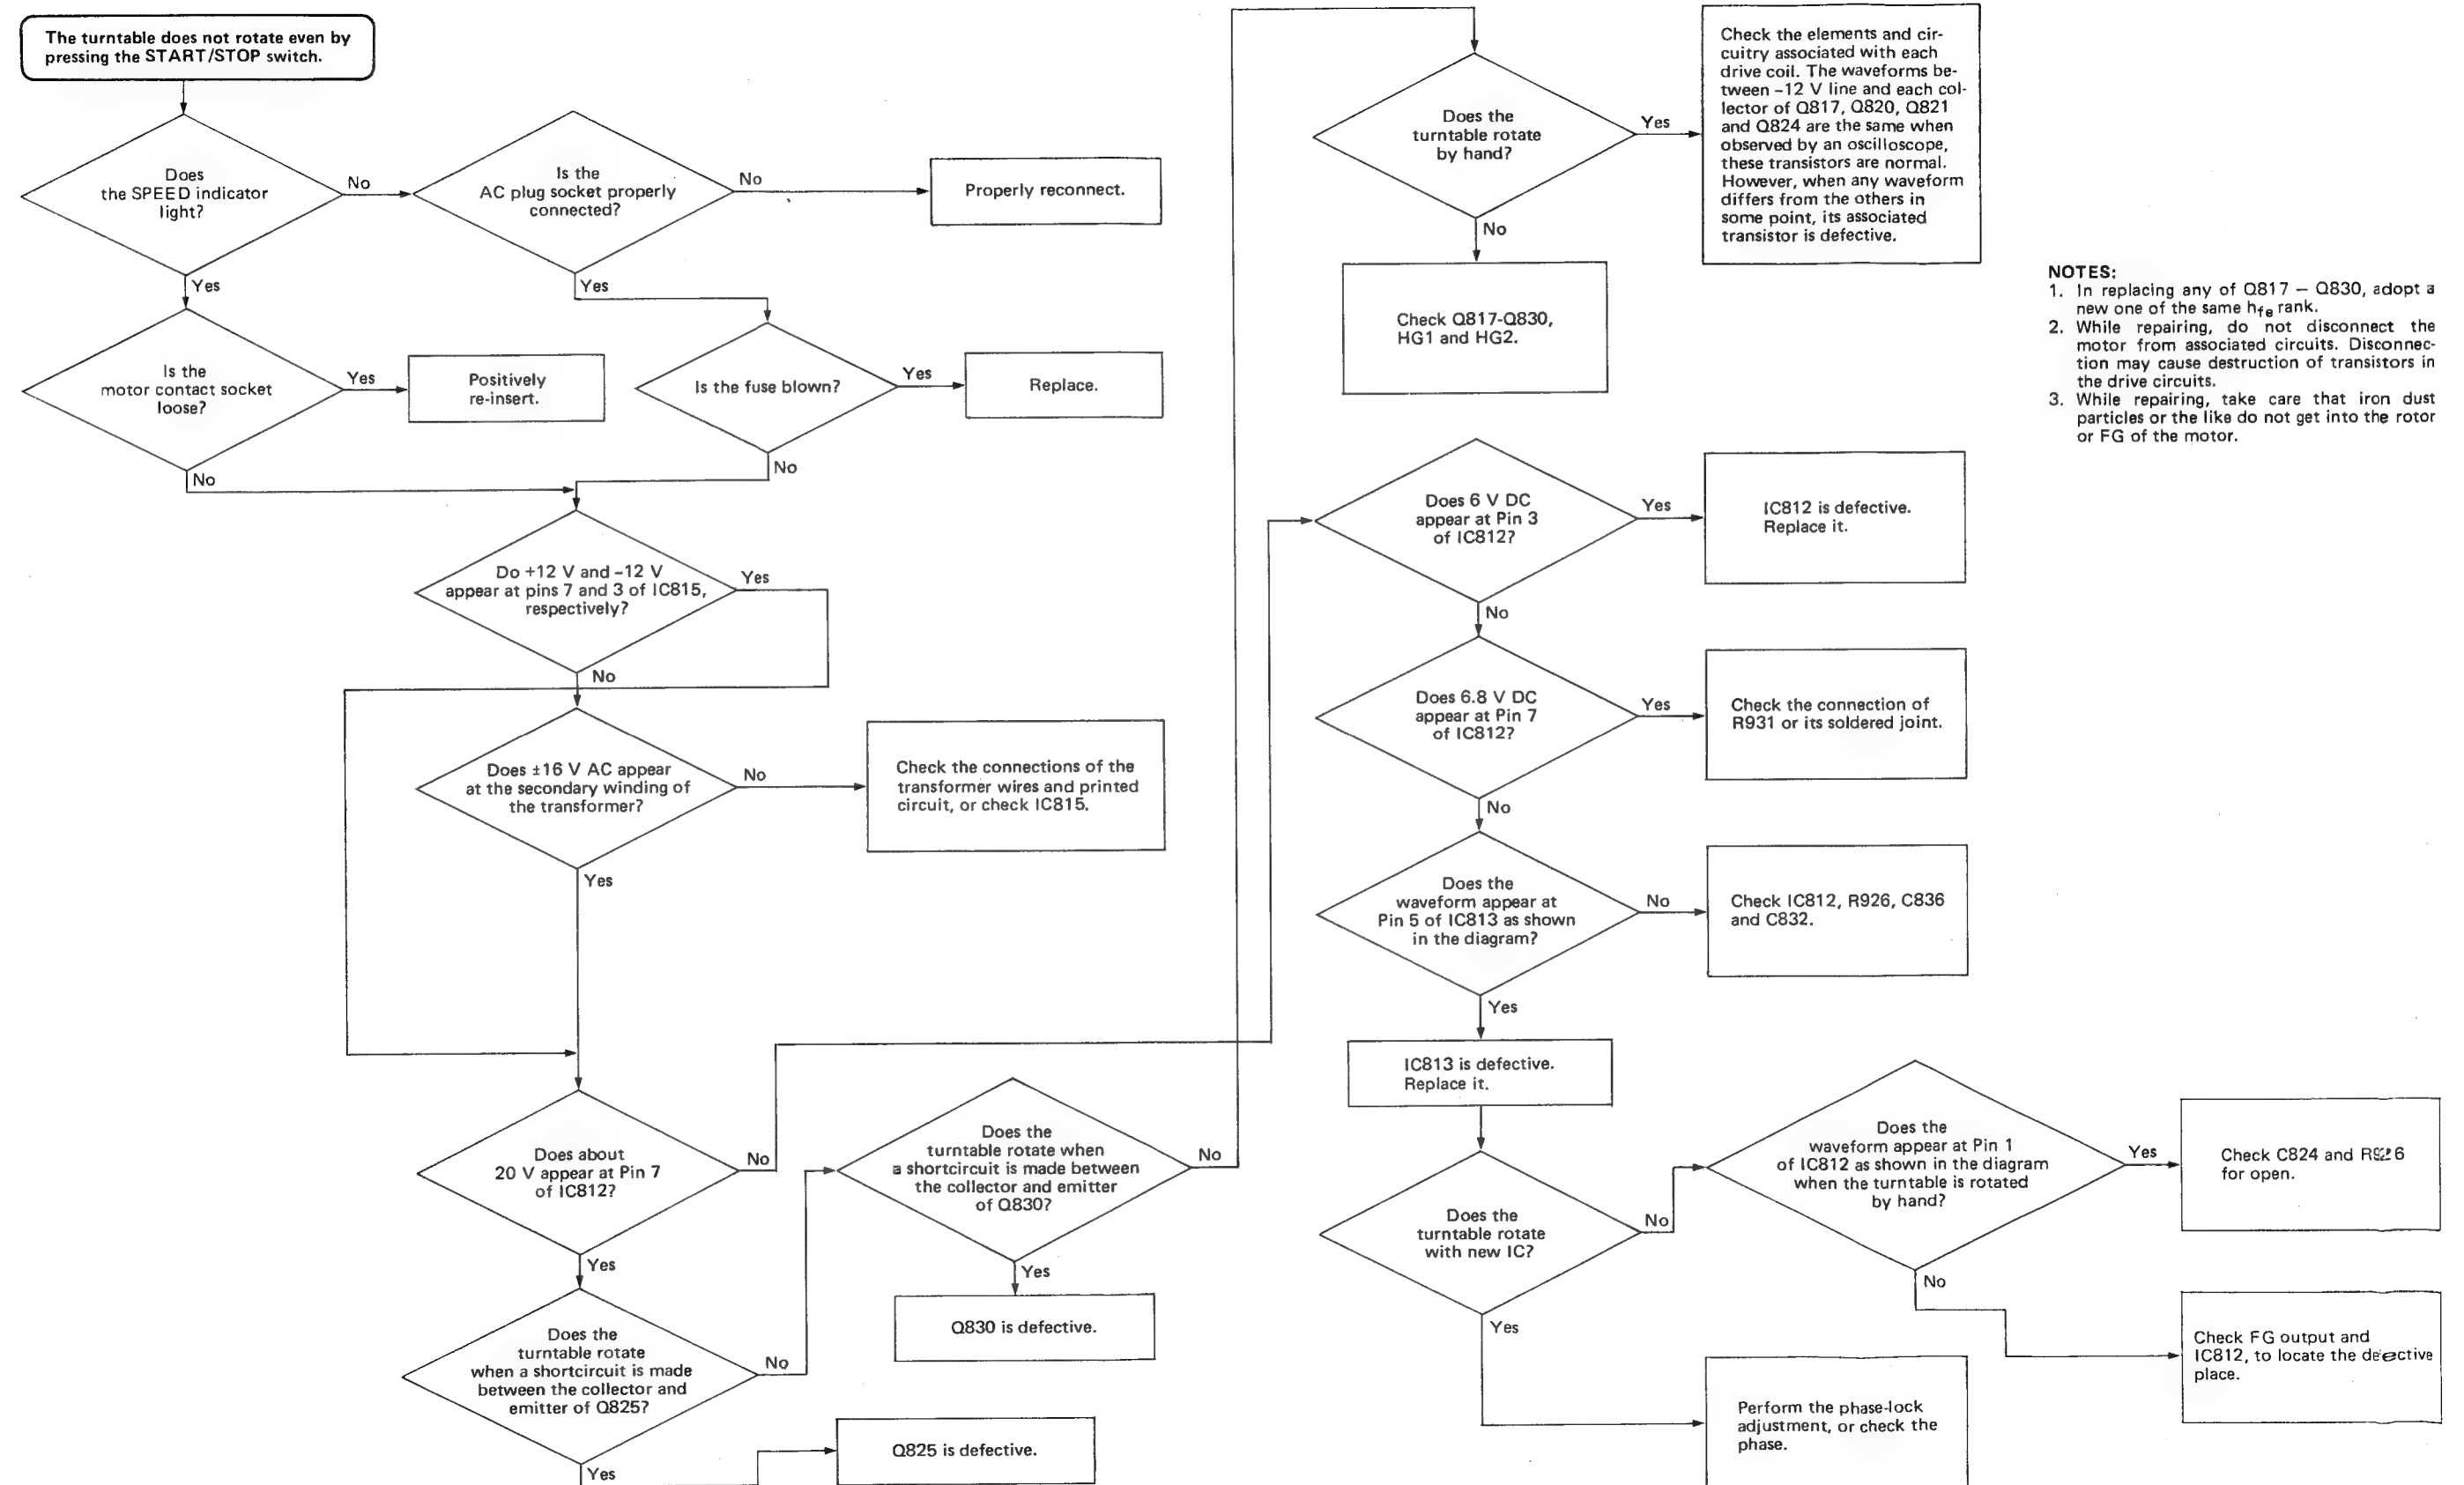 The turntable does not rotate even by
pressing the START/STOP switch.
Does
the SPEED indicator
light?
No
Yes
Is the
AC plug socket properly
connected?
No
Yes
Properly reconnect.
Is the
motor contact socket
loose?
Yes
No
Positively
re-insert.
Is the fuse blown?
Yes
No
Replace.
Do +12 V and -12 V
appear at pins 7 and 3 of IC815,
respectively?
Yes
No
Does ±16 V AC appear
at the secondary winding of
the transformer?
No
Yes
Check the connections of the
transformer wires and printed
circuit, or check IC815.
Does about
20 V appear at Pin 7
of IC812?
No
Yes
Does the
turntable rotate
when a shortcircuit is made
between the collector and
emitter of Q825?
No
Yes
Q825 is defective.
Does the
turntable rotate when
a shortcircuit is made between
the collector and emitter
of Q830?
No
Yes
Q830 is defective.
Does the
turntable rotate
by hand?
Yes
No
Check the elements and cir-
cuitry associated with each
drive coil. The waveforms be-
tween -12 V line and each col-
lector of Q817, Q820, Q821
and Q824 are the same when
observed by an oscilloscope,
these transistors are normal.
However, when any waveform
differs from the others in
some point, its associated
transistor is defective.
Check Q817-Q830,
HG1 and HG2.
Does 6 V DC
appear at Pin 3
of IC812?
Yes
No
IC812 is defective.
Replace it.
Does 6.8 V DC
appear at Pin 7
of IC812?
Yes
No
Check the connection of
R931 or its soldered joint.
Does the
waveform appear at
Pin 5 of IC813 as shown
in the diagram?
No
Yes
Check IC812, R926, C836
and C832.
IC813 is defective.
Replace it.
Does the
turntable rotate
with new IC?
No
Yes
Does the
waveform appear at Pin 1
of IC812 as shown in the diagram
when the turntable is rotated
by hand?
Yes
No
Check C824 and R926
for open.
Check FG output and
IC812, to locate the defective
place.
Perform the phase-lock
adjustment, or check the
phase.
NOTES:
1. In replacing any of Q817 – Q830, adopt a
new one of the same hfe rank.
2. While repairing, do not disconnect the
motor from associated circuits. Disconnec-
tion may cause destruction of transistors in
the drive circuits.
3. While repairing, take care that iron dust
particles or the like do not get into the rotor
or FG of the motor.